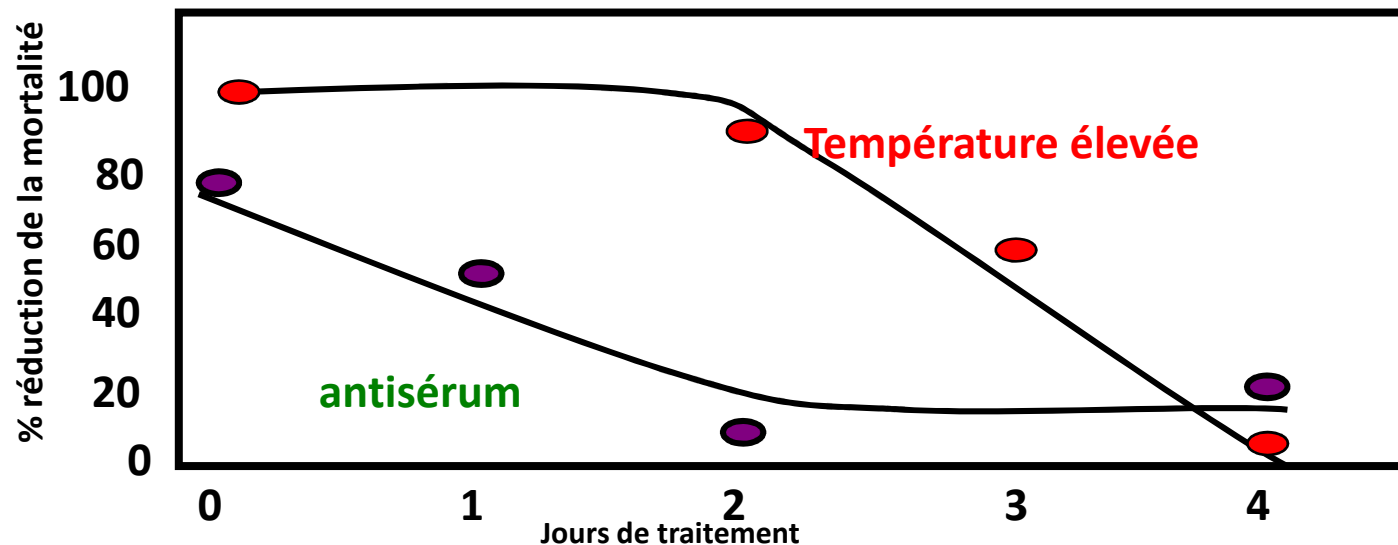 % réduction de la mortalité
100
80
60
40
20
0
Température élevée
antisérum
0 1 2 3 4
Jours de traitement